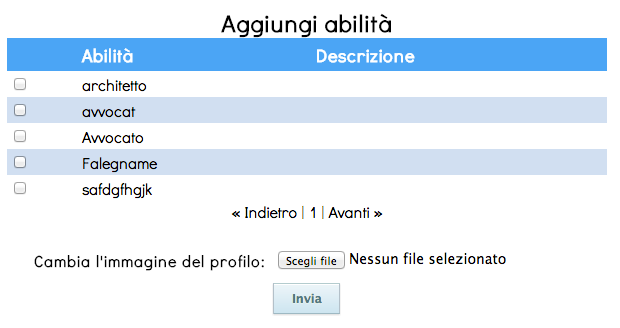 Aggiungi abilità
Abilità Descrizione
architetto
avvocat
Avvocato
Falegname
safdgfhgjk
« Indietro | 1 | Avanti »
Cambia l'immagine del profilo: Scegli file Nessun file selezionato
Invia